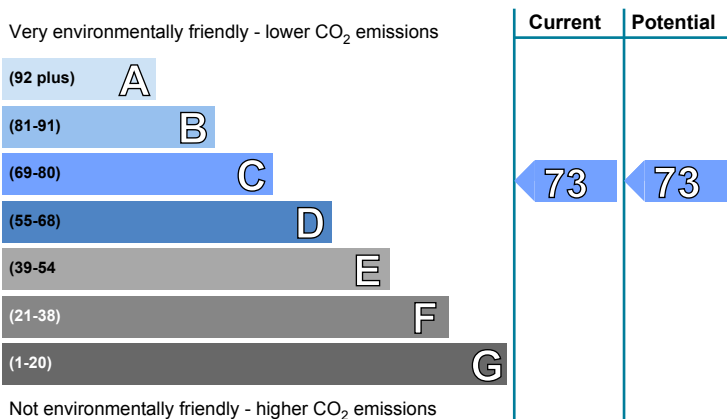 Current Potential
Very environmentally friendly - lower CO2 emissions
(92 plus) A
(81-91) B
(69-80) C 73 73
(55-68) D
(39-54 E
(21-38) F
(1-20) G
Not environmentally friendly - higher CO2 emissions